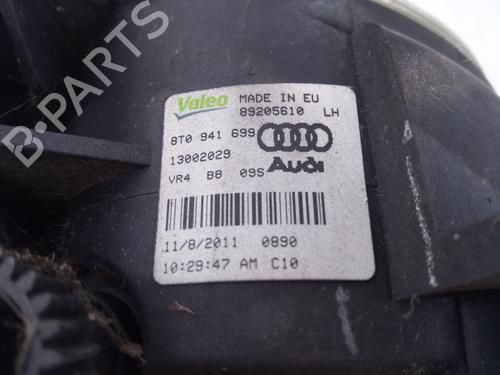 Valeo MADE IN EU
89205610 LH
8T0 941 699
13002029
Audi
VR4 B8 09S
11/8/2011 0890
10:29:47 AM C10
B-PARTS